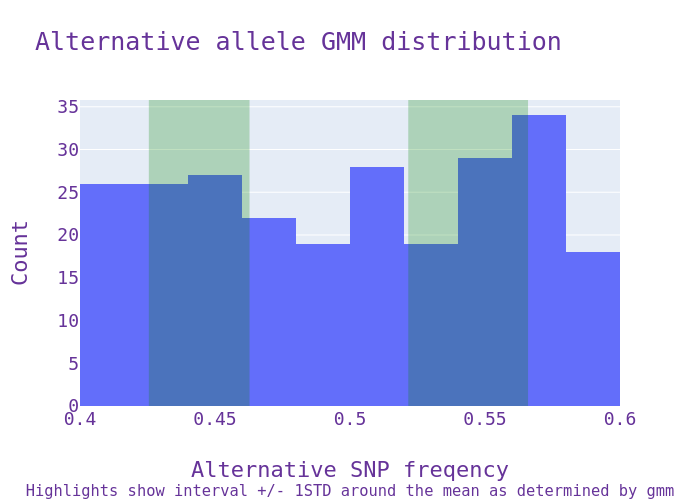 Alternative allele GMM distribution
35
30
25
20
15
10
5
0
Count
0.4 0.45 0.5 0.55 0.6
Alternative SNP freqency
Highlights show interval +/- 1STD around the mean as determined by gmm